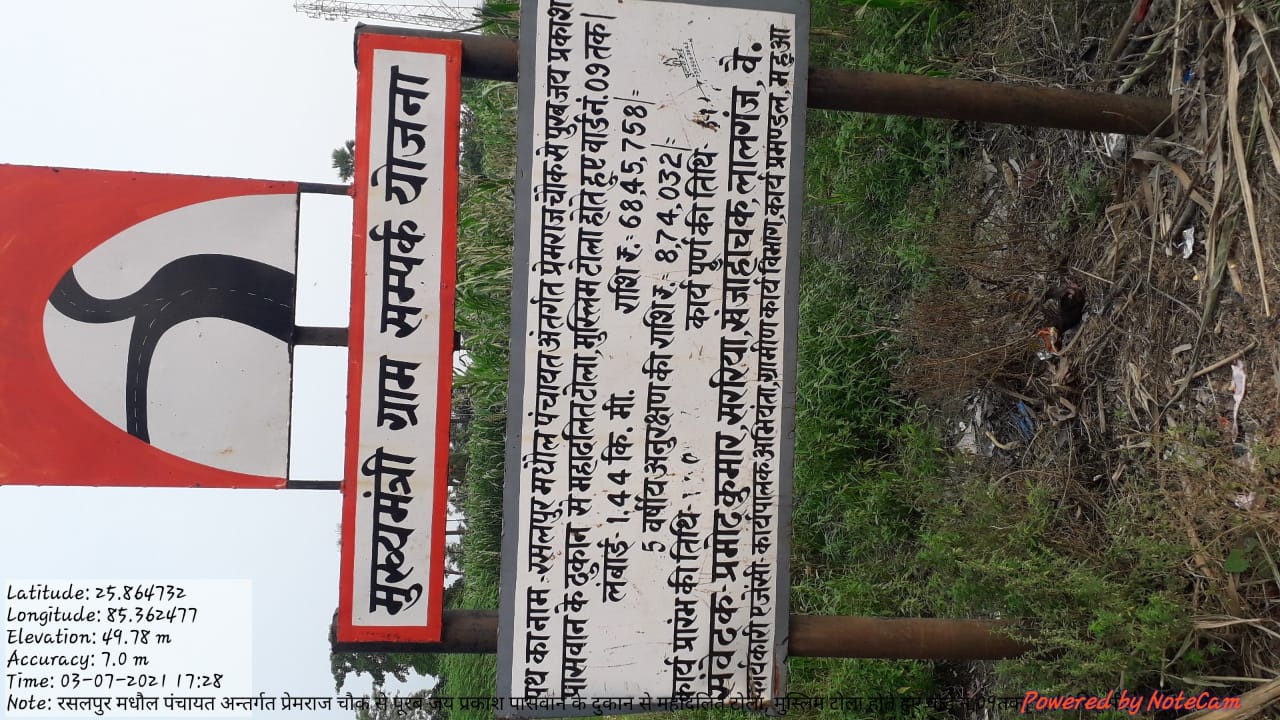 मुख्यमंत्री ग्राम सम्पर्क योजना
पथ का नाम :- रसलपुर मधौल पंचायत अंतर्गत प्रेमराज चौक से पुरब जय प्रकाश
पासवान के दुकान से महादलित टोला, मुस्लिम टोला होते हुए वार्ड नं. 09 तक।
लंबाई- 1.44 कि. मी. राशि रु.: 6845,758/=
5 वर्षीय अनुरक्षण की राशि रु.: 874,032/=
कार्य प्रारंभ की तिथि- कार्य पूर्ण की तिथि-
संवेदक:- प्रमोद कुमार, सररिया, संजाहाचक, लालगंज, वै.
कार्यकारी एजेंसी- कार्यपालक अभियंता, ग्रामीण कार्य विभाग, कार्य प्रमण्डल, महुआ
Latitude: 25.864732
Longitude: 85.362477
Elevation: 49.78 m
Accuracy: 7.0 m
Time: 03-07-2021 17:28
Note: रसलपुर मधौल पंचायत अन्तर्गत प्रेमराज चौक से पूरब जय प्रकाश पासवान के दुकान से महादलित टोला, मुस्लिम टोला होते हुए
Powered by NoteCam